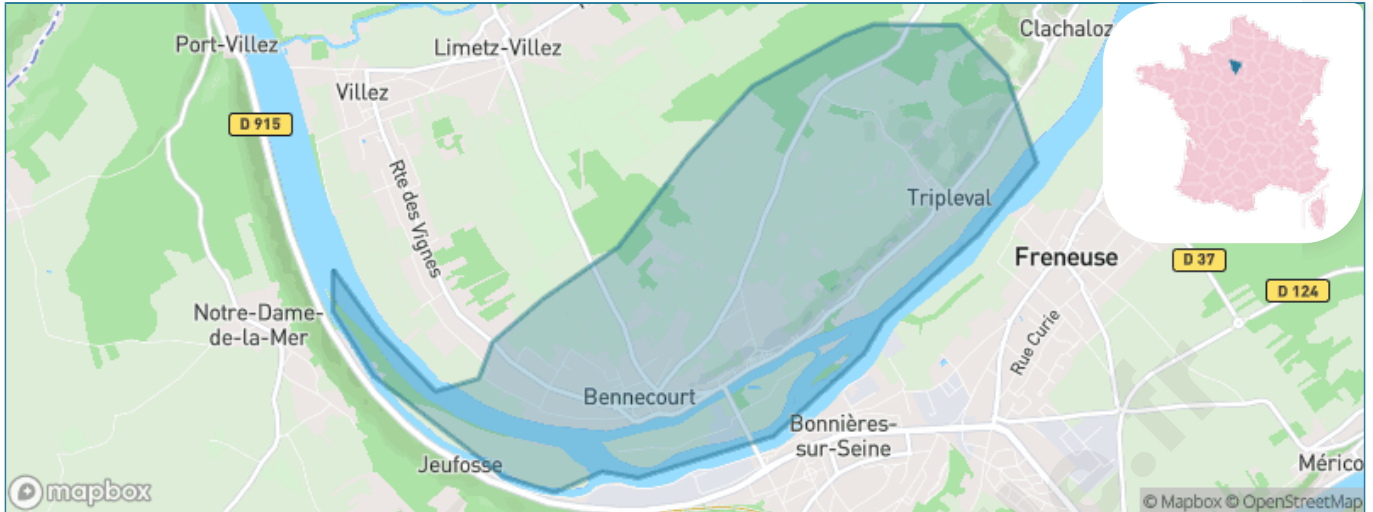 Port-Villez
Limetz-Villez
Clachaloz
Villez
D 915
Rte des Vignes
Tripleval
Freneuse
D 37
D 124
Notre-Dame-
de-la-Mer
Rue Curie
Bennecourt
Bonnières-
sur-Seine
Jeufosse
Mérico
mapbox
© Mapbox © OpenStreetMap